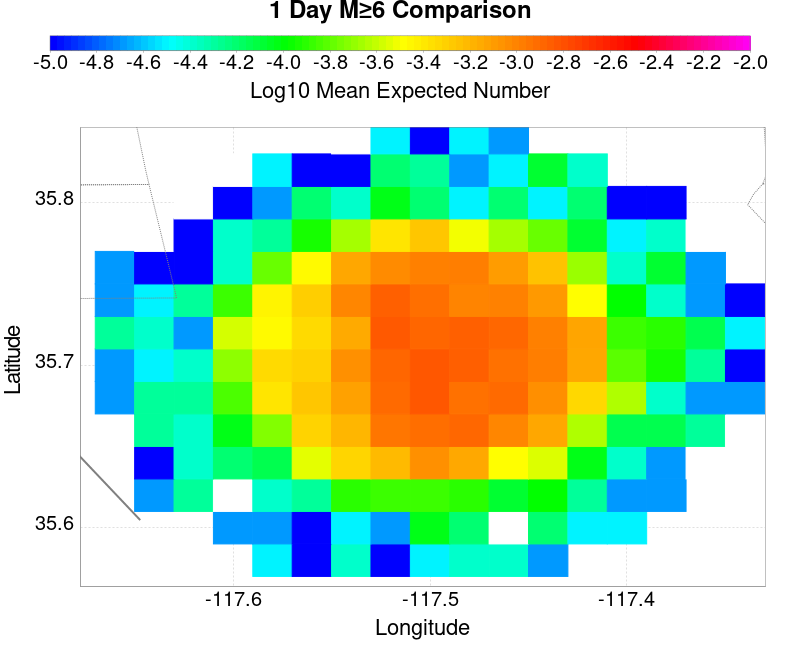 1 Day M≥6 Comparison
-5.0 -4.8 -4.6 -4.4 -4.2 -4.0 -3.8 -3.6 -3.4 -3.2 -3.0 -2.8 -2.6 -2.4 -2.2 -2.0
Log10 Mean Expected Number
35.8
35.7
35.6
Latitude
-117.6 -117.5 -117.4
Longitude